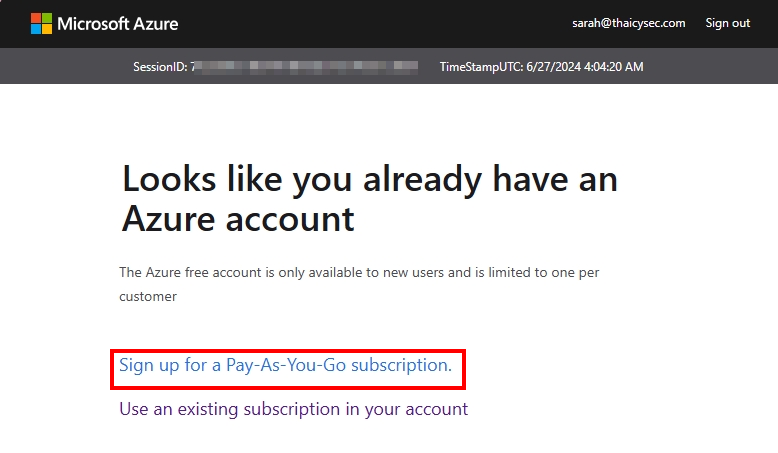 Microsoft Azure
sarah@thaicysec.com Sign out
SessionID: 7
TimeStampUTC: 6/27/2024 4:04:20 AM
Looks like you already have an
Azure account
The Azure free account is only available to new users and is limited to one per
customer
Sign up for a Pay-As-You-Go subscription.
Use an existing subscription in your account